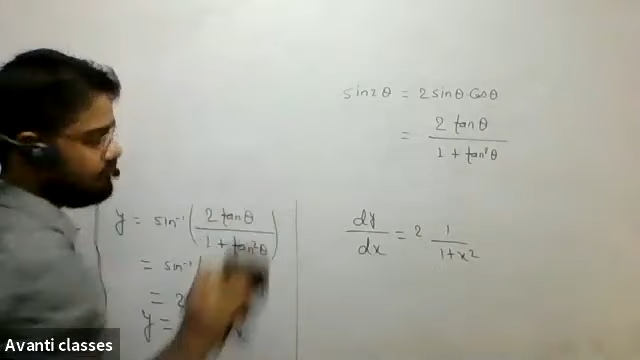 sin2θ = 2 sinθ. Cosθ
= 2 tanθ / 1 + tan²θ
y = sin⁻¹ ( 2 tanθ / 1 + tan²θ )
= sin⁻¹ (
= 2
y =
dy / dx = 2 1 / 1+x²
Avanti classes